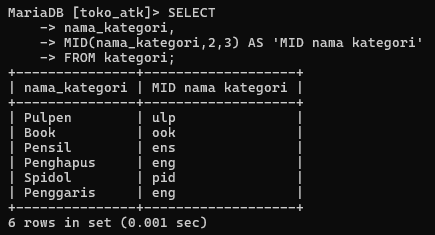 MariaDB [toko_atk]> SELECT
    -> nama_kategori,
    -> MID(nama_kategori,2,3) AS 'MID nama kategori'
    -> FROM kategori;
+---------------+-------------------+
| nama_kategori | MID nama kategori |
+---------------+-------------------+
| Pulpen        | ulp               |
| Book          | ook               |
| Pensil        | ens               |
| Penghapus     | eng               |
| Spidol        | pid               |
| Penggaris     | eng               |
+---------------+-------------------+
6 rows in set (0.001 sec)